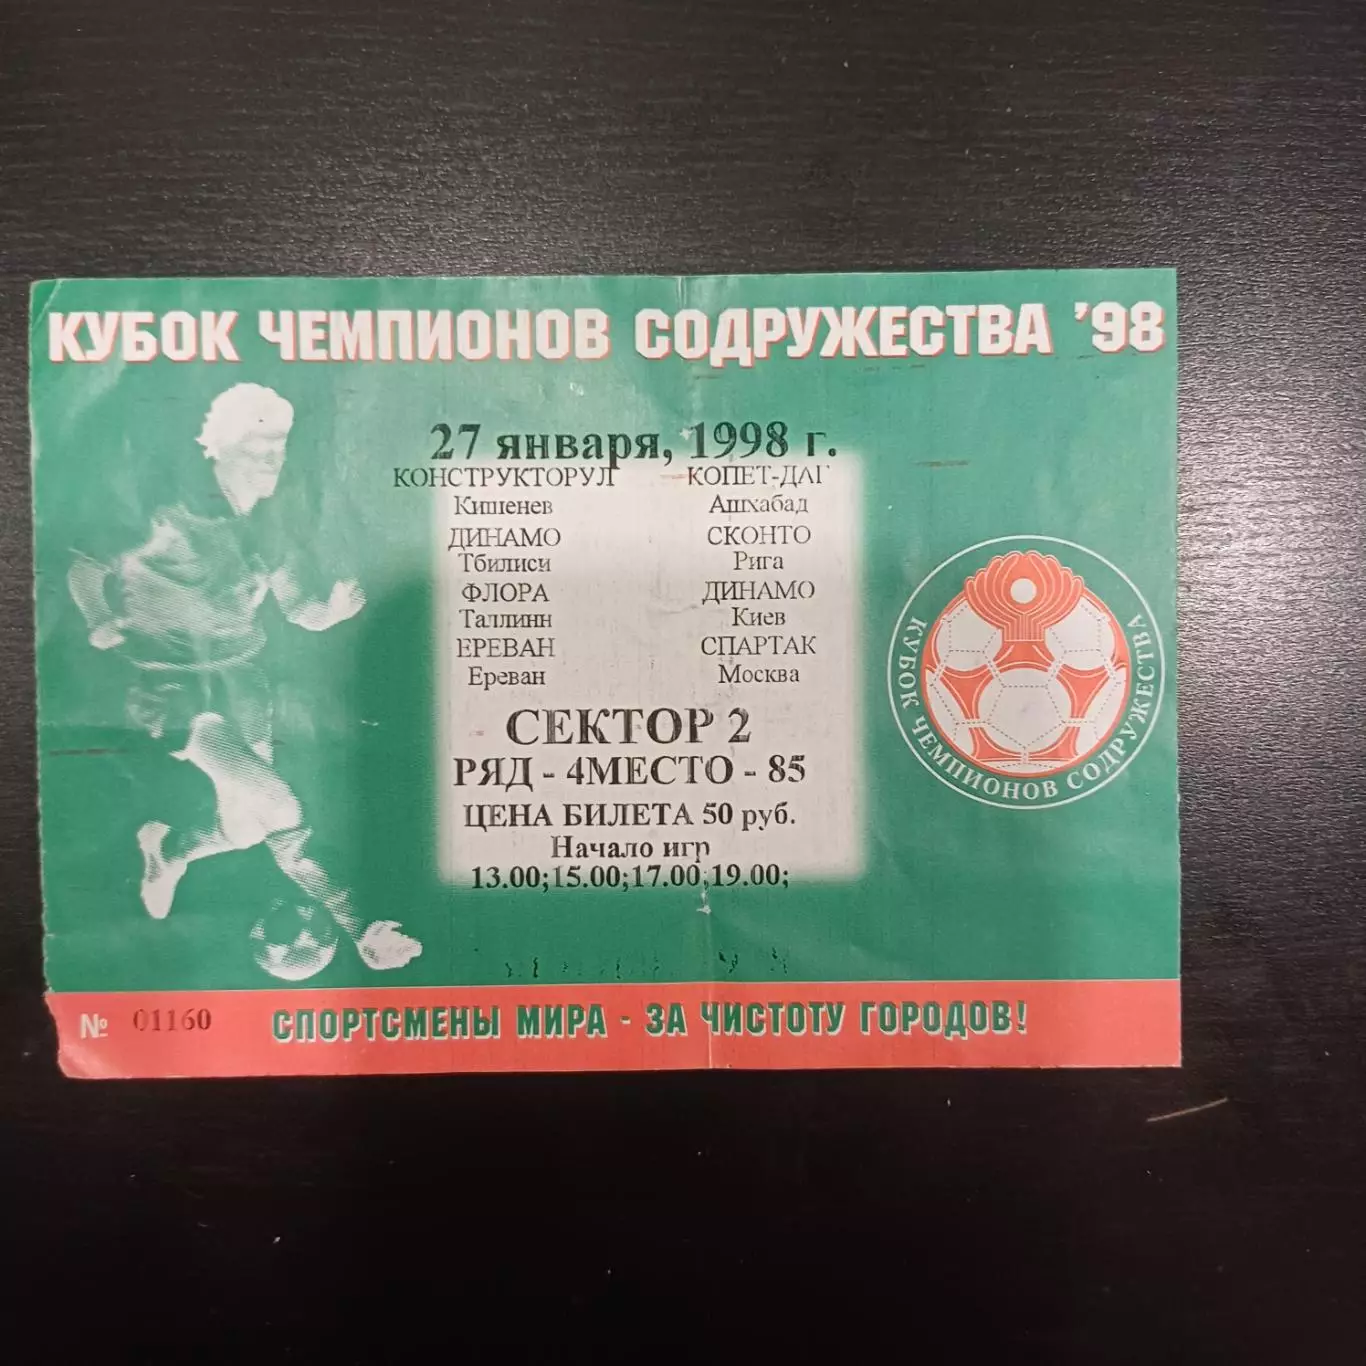 КУБОК ЧЕМПИОНОВ СОДРУЖЕСТВА '98
27 января, 1998 г.
КОНСТРУКТОРУЛ КОПЕТ-ДАГ
Кишенев Ашхабад
ДИНАМО СКОНТО
Тбилиси Рига
ФЛОРА ДИНАМО
Таллинн Киев
ЕРЕВАН СПАРТАК
Ереван Москва
СЕКТОР 2
РЯД - 4МЕСТО - 85
ЦЕНА БИЛЕТА 50 руб.
Начало игр
13.00;15.00;17.00;19.00;
КУБОК ЧЕМПИОНОВ СОДРУЖЕСТВА
№ 01160 СПОРТСМЕНЫ МИРА - ЗА ЧИСТОТУ ГОРОДОВ!